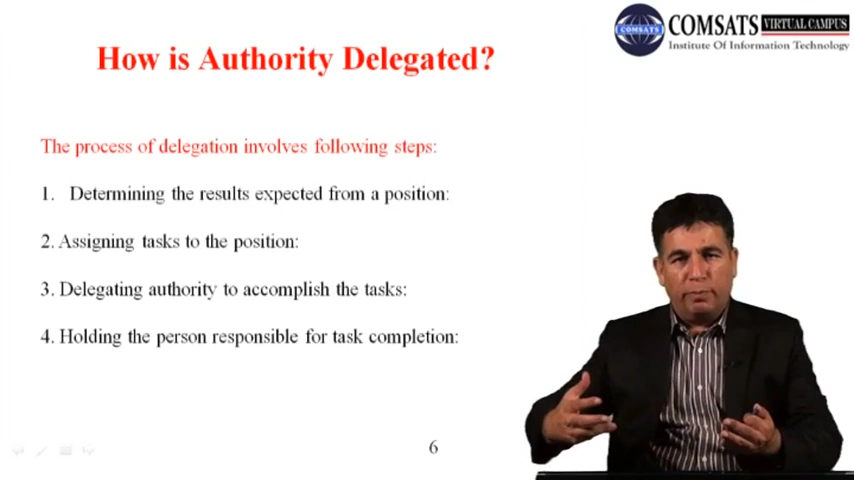 COMSATS VIRTUAL CAMPUS
COMSATS
Institute Of Information Technology
How is Authority Delegated?
The process of delegation involves following steps:
1. Determining the results expected from a position:
2. Assigning tasks to the position:
3. Delegating authority to accomplish the tasks:
4. Holding the person responsible for task completion:
6